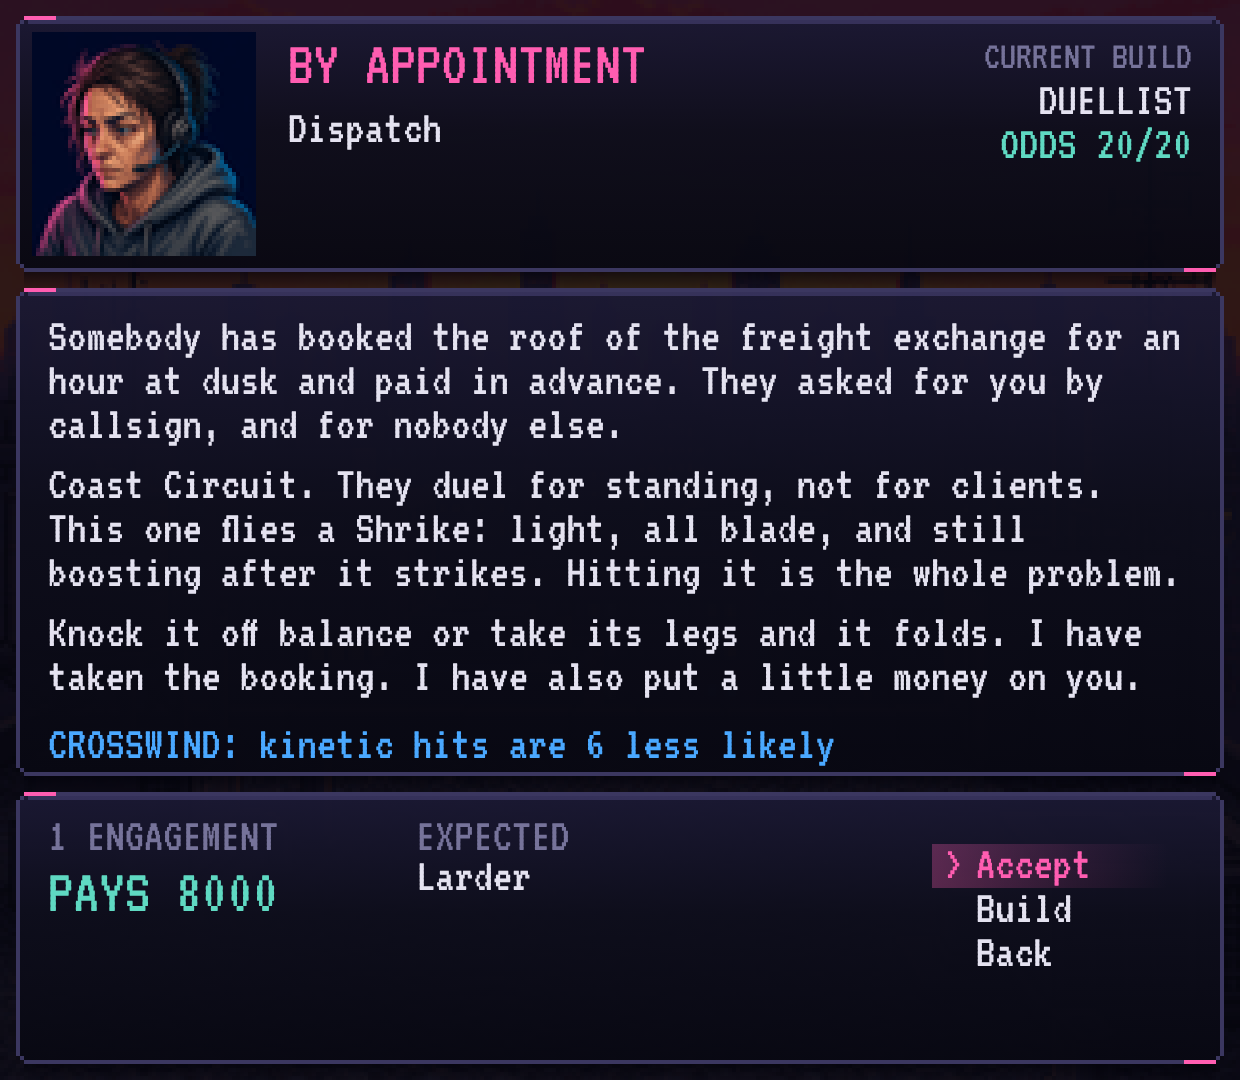 BY APPOINTMENT
Dispatch
CURRENT BUILD
DUELLIST
ODDS 20/20
Somebody has booked the roof of the freight exchange for an
hour at dusk and paid in advance. They asked for you by
callsign, and for nobody else.
Coast Circuit. They duel for standing, not for clients.
This one flies a Shrike: light, all blade, and still
boosting after it strikes. Hitting it is the whole problem.
Knock it off balance or take its legs and it folds. I have
taken the booking. I have also put a little money on you.
CROSSWIND: kinetic hits are 6 less likely
1 ENGAGEMENT
PAYS 8000
EXPECTED
Larder
> Accept
Build
Back